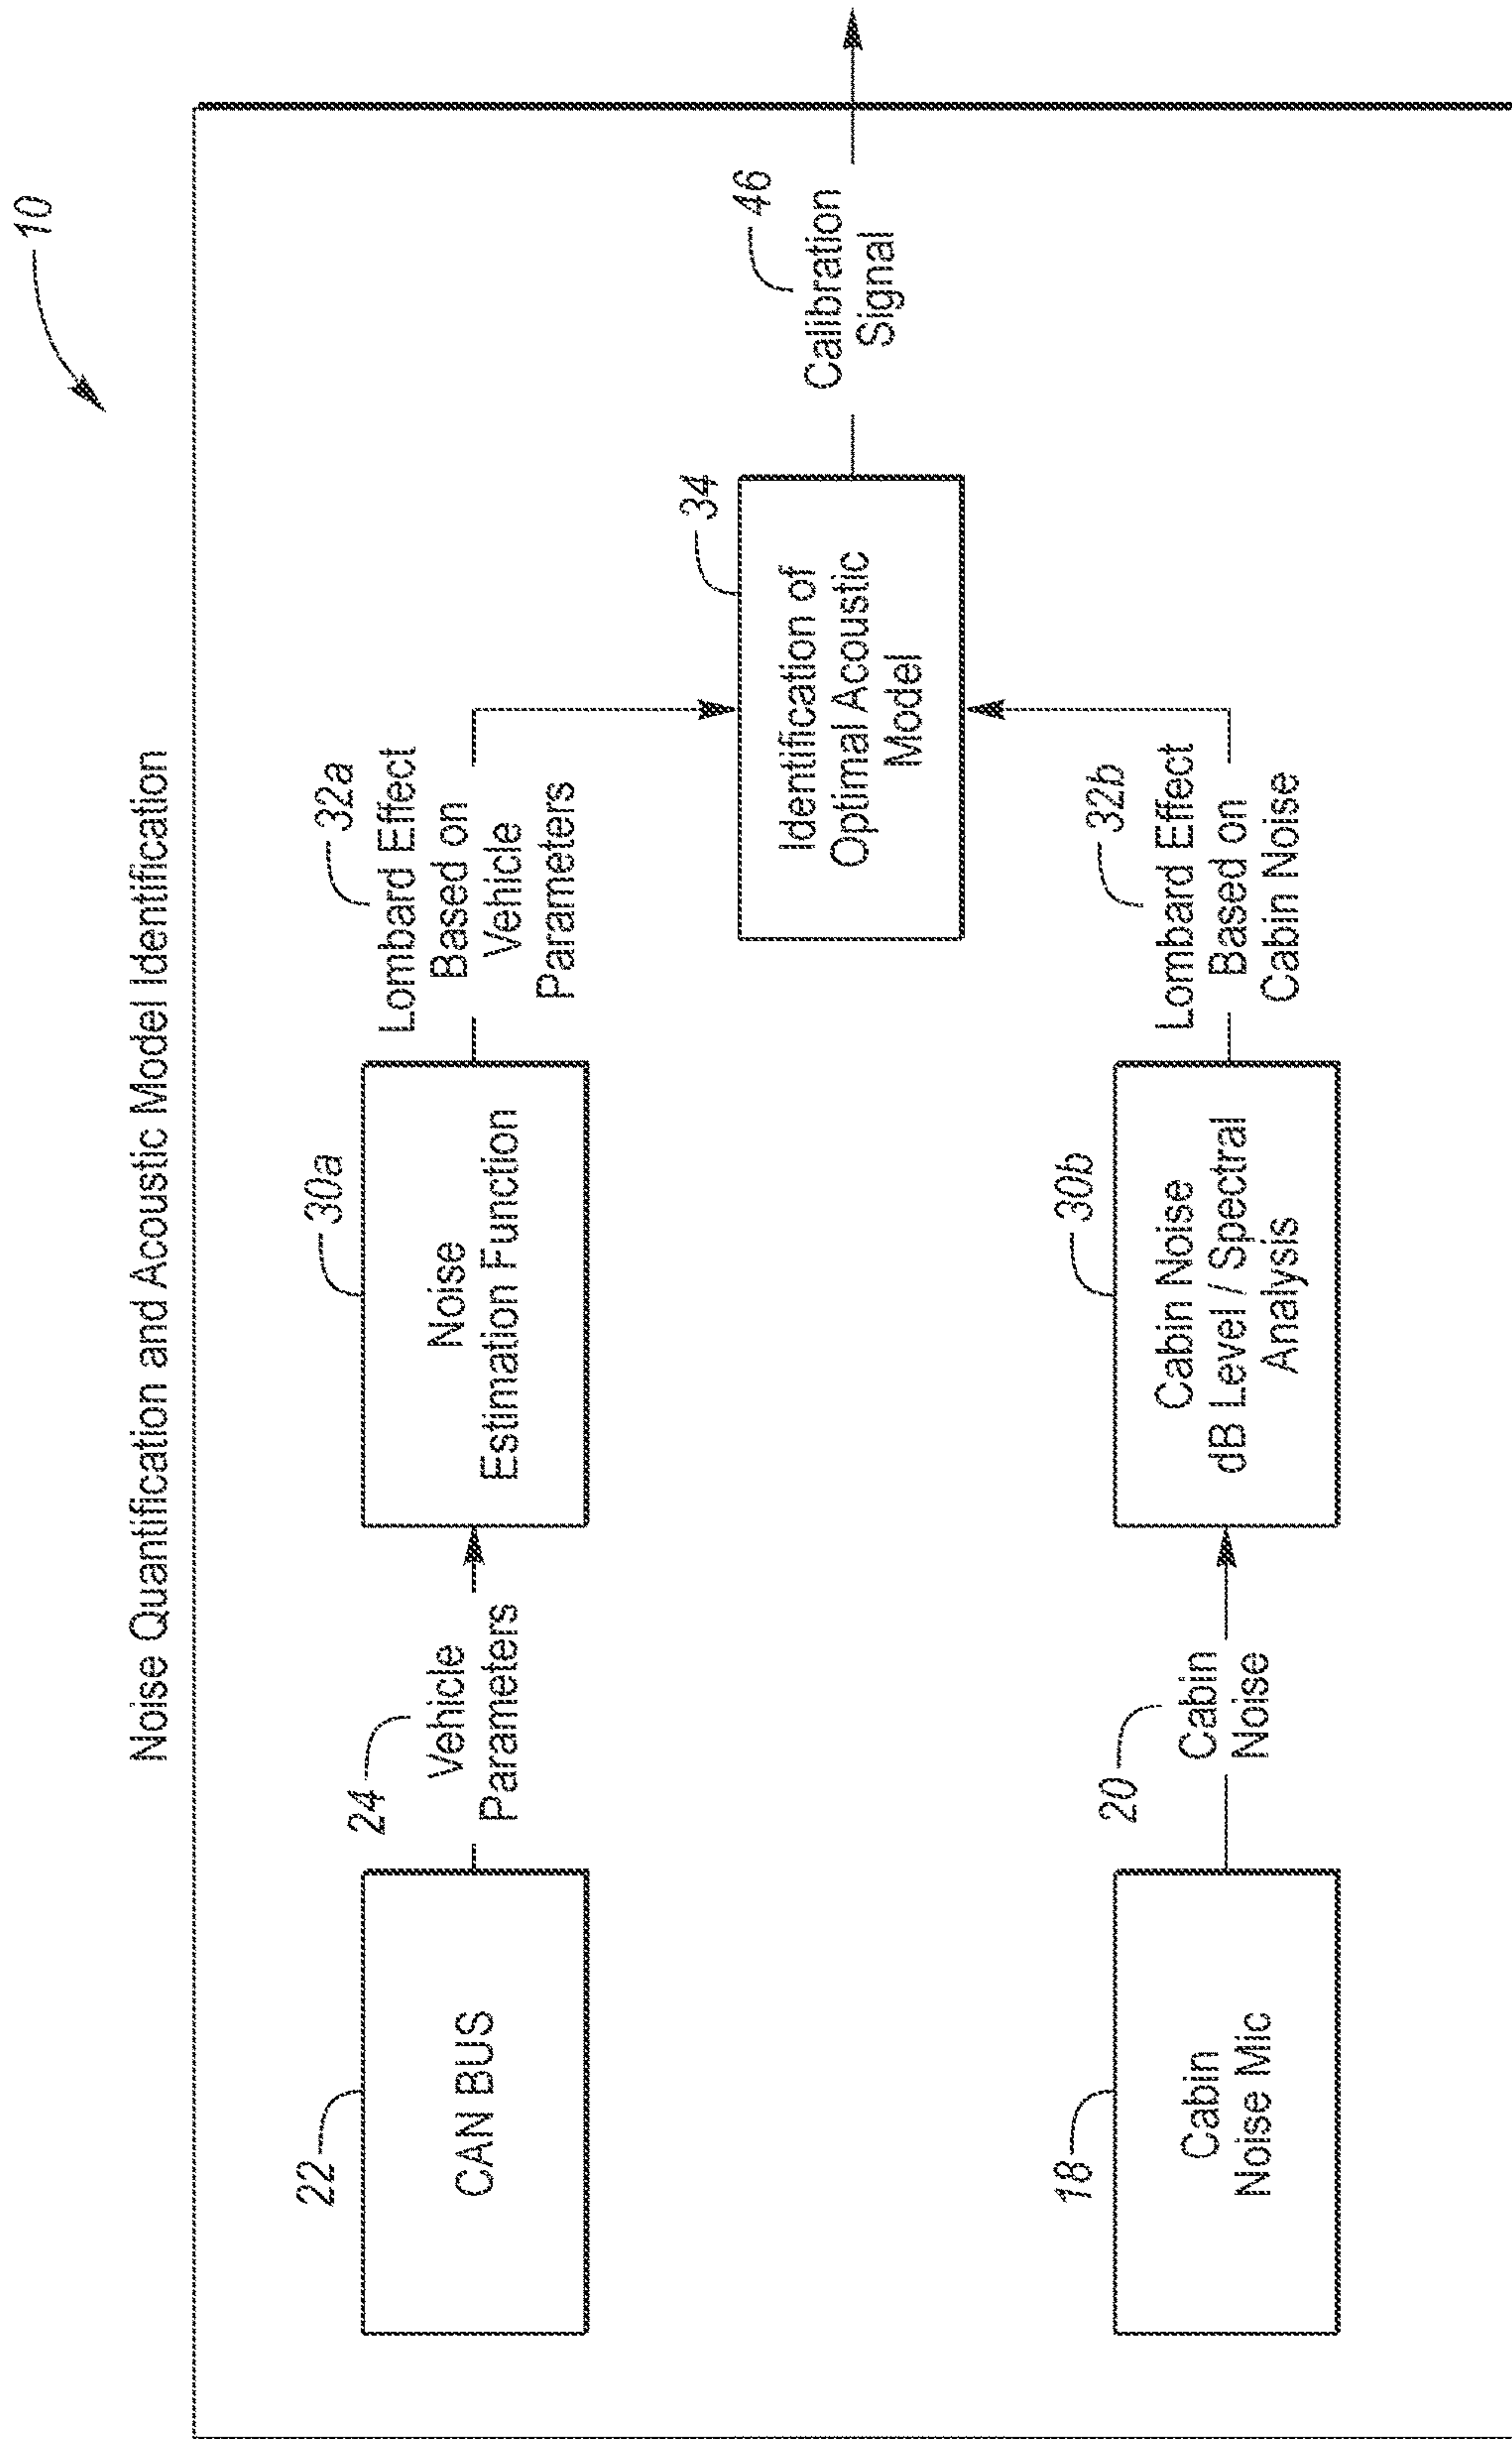 10
Noise Quantification and Acoustic Model Identification
22
CAN BUS
24
Vehicle
Parameters
30a
Noise
Estimation Function
32a
Lombard Effect
Based on
Vehicle
Parameters
34
Identification of
Optimal Acoustic
Model
46
Calibration
Signal
18
Cabin
Noise Mic
20
Cabin
Noise
30b
Cabin Noise
dB Level / Spectral
Analysis
32b
Lombard Effect
Based on
Cabin Noise